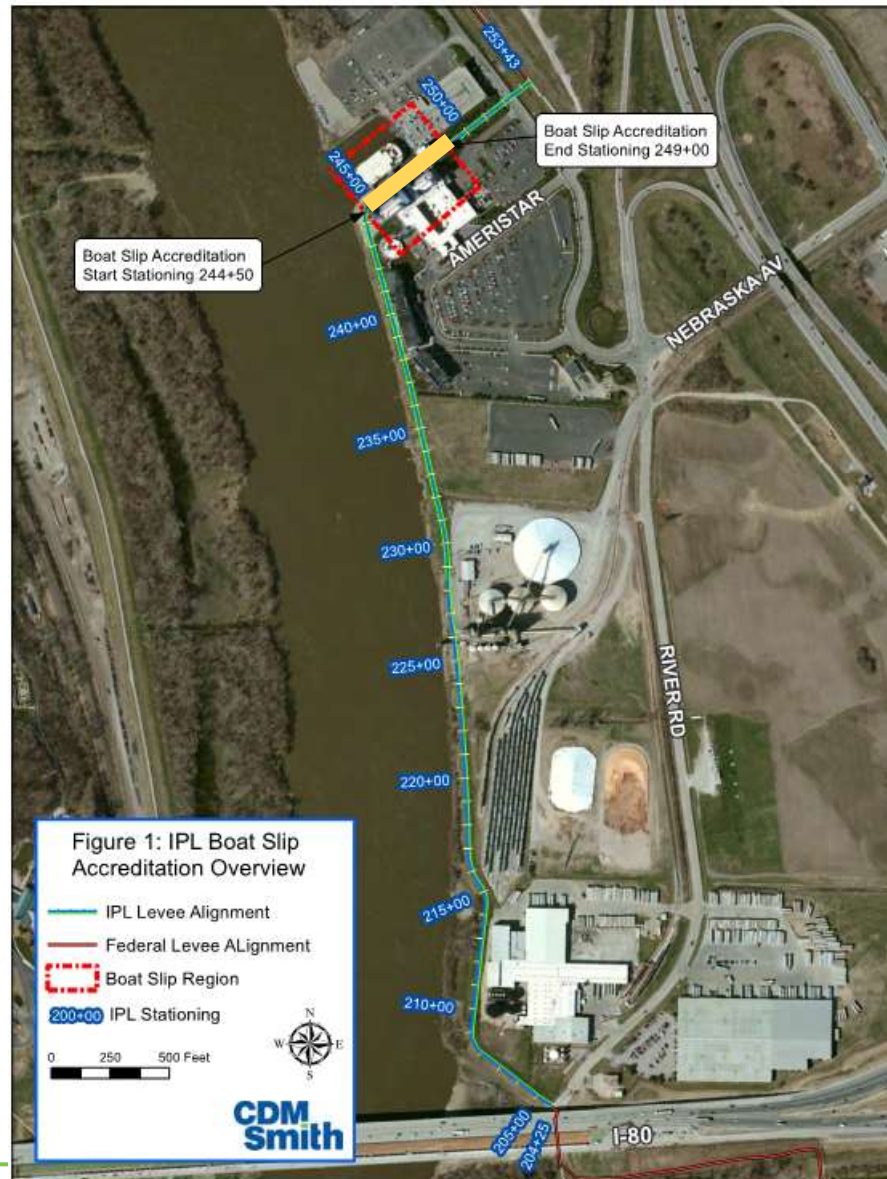 253+43
250+00
Boat Slip Accreditation
End Stationing 249+00
245+00
AMERISTAR
Boat Slip Accreditation
Start Stationing 244+50
NEBRASKA AV
240+00
235+00
230+00
225+00
RIVER RD
220+00
215+00
210+00
205+00
204+25
I-80
Figure 1: IPL Boat Slip
Accreditation Overview
IPL Levee Alignment
Federal Levee ALignment
Boat Slip Region
200+00 IPL Stationing
N
W E
S
0 250 500 Feet
CDM
Smith